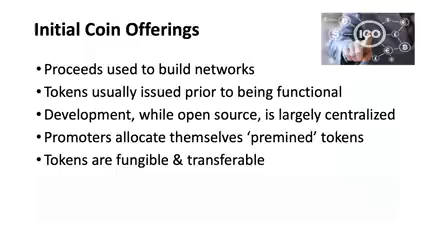 Initial Coin Offerings
ICO
• Proceeds used to build networks
• Tokens usually issued prior to being functional
• Development, while open source, is largely centralized
• Promoters allocate themselves ‘premined’ tokens
• Tokens are fungible & transferable